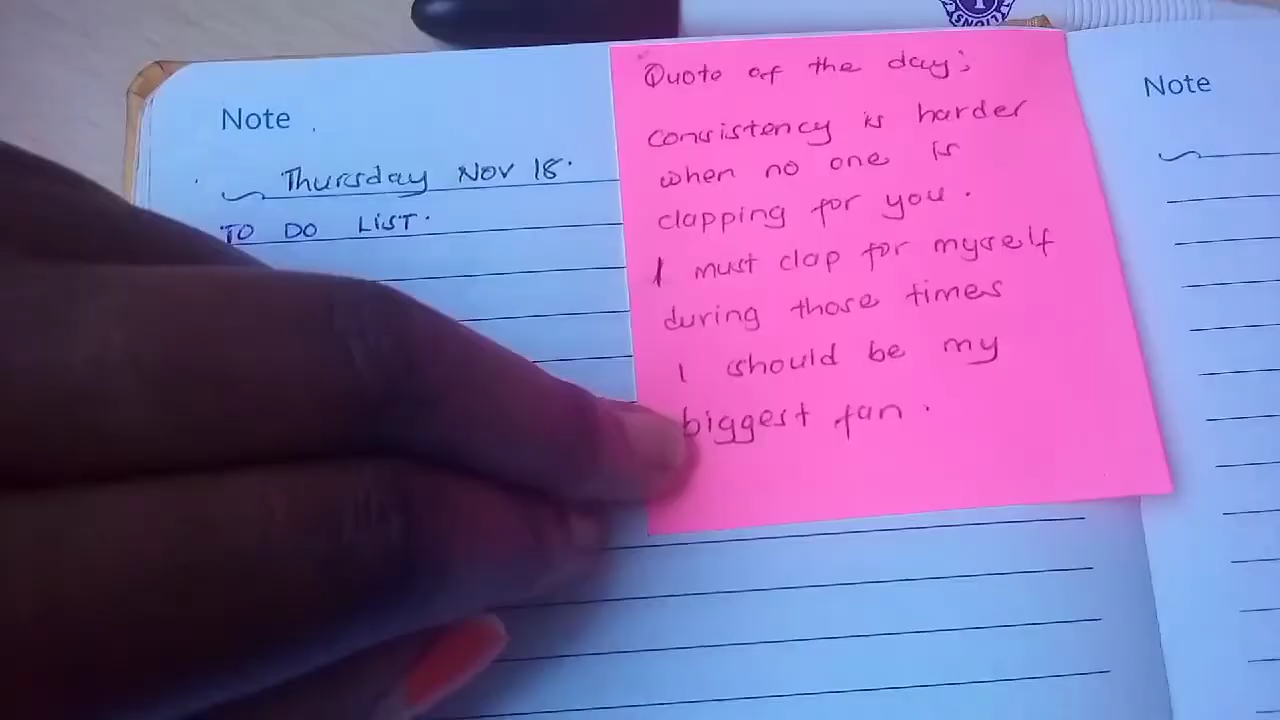 LIONS
Note
Thursday Nov 18.
TO DO LIST.
Quote of the day;
consistency is harder
when no one is
clapping for you.
I must clap for myself
during those times
I should be my
biggest fan.
Note